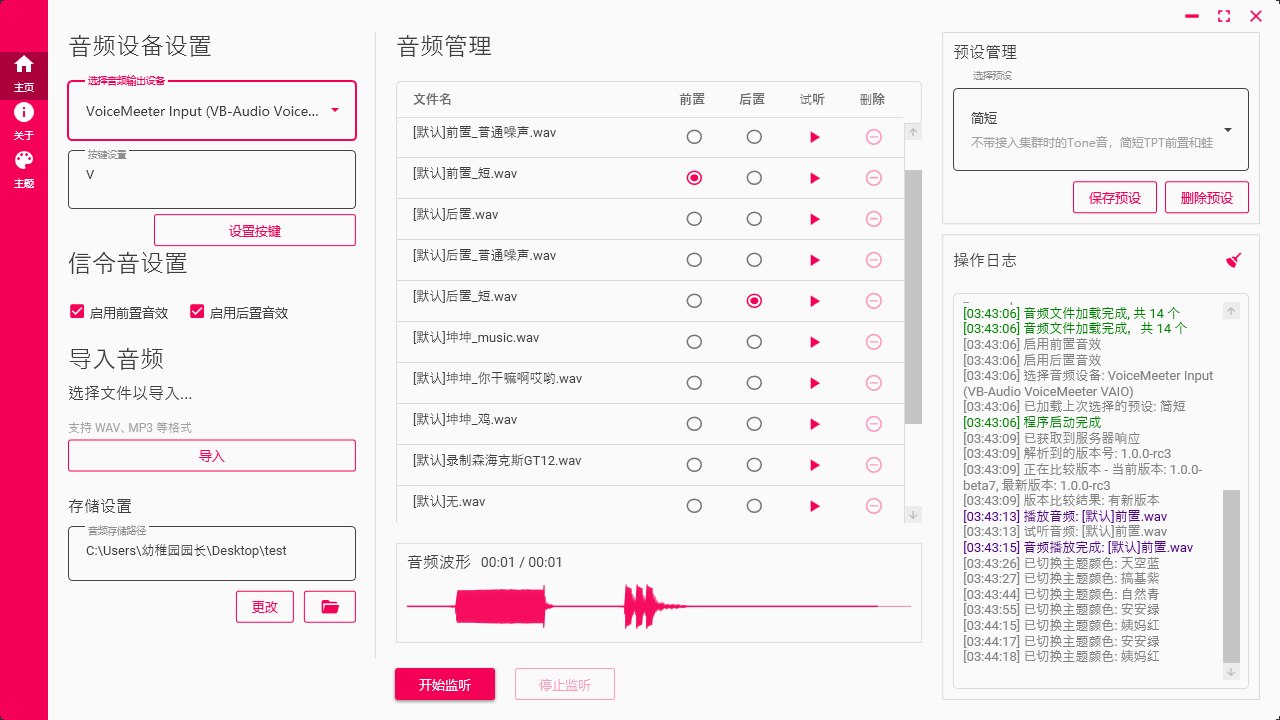 主页
关于
主题
音频设备设置
选择音频输出设备
VoiceMeeter Input (VB-Audio Voice...
按键设置
V
设置按键
信令音设置
启用前置音效
启用后置音效
导入音频
选择文件以导入...
支持 WAV、MP3 等格式
导入
存储设置
音频存储路径
C:\Users\幼稚园园长\Desktop\test
更改
音频管理
文件名 前置 后置 试听 删除
[默认]前置_普通噪声.wav
[默认]前置_短.wav
[默认]后置.wav
[默认]后置_普通噪声.wav
[默认]后置_短.wav
[默认]坤坤_music.wav
[默认]坤坤_你干嘛啊哎哟.wav
[默认]坤坤_鸡.wav
[默认]录制森海克斯GT12.wav
[默认]无.wav
音频波形 00:01 / 00:01
开始监听
停止监听
预设管理
选择预设
简短
不带接入集群时的Tone音，简短TPT前置和蛙
保存预设
删除预设
操作日志
[03:43:06] 音频文件加载完成, 共 14 个
[03:43:06] 音频文件加载完成， 共 14 个
[03:43:06] 启用前置音效
[03:43:06] 启用后置音效
[03:43:06] 选择音频设备: VoiceMeeter Input
(VB-Audio VoiceMeeter VAIO)
[03:43:06] 已加载上次选择的预设: 简短
[03:43:06] 程序启动完成
[03:43:09] 已获取到服务器响应
[03:43:09] 解析到的版本号: 1.0.0-rc3
[03:43:09] 正在比较版本 - 当前版本: 1.0.0-
beta7, 最新版本: 1.0.0-rc3
[03:43:09] 版本比较结果: 有新版本
[03:43:13] 播放音频: [默认]前置.wav
[03:43:13] 试听音频: [默认]前置.wav
[03:43:15] 音频播放完成: [默认]前置.wav
[03:43:26] 已切换主题颜色: 天空蓝
[03:43:27] 已切换主题颜色: 搞基紫
[03:43:44] 已切换主题颜色: 自然青
[03:43:55] 已切换主题颜色: 安安绿
[03:44:15] 已切换主题颜色: 姨妈红
[03:44:17] 已切换主题颜色: 安安绿
[03:44:18] 已切换主题颜色: 姨妈红